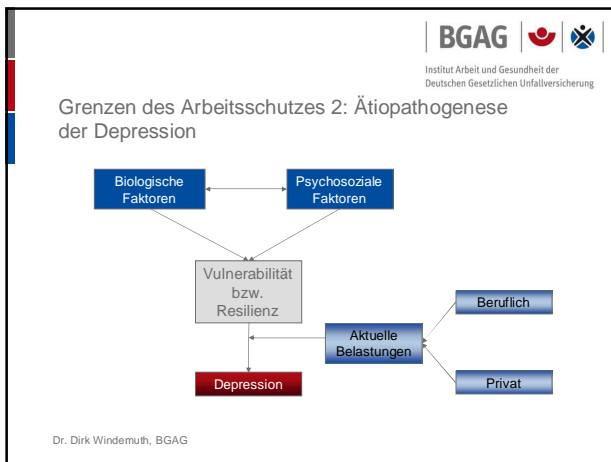 BGAG
Institut Arbeit und Gesundheit der
Deutschen Gesetzlichen Unfallversicherung
Grenzen des Arbeitsschutzes 2: Ätiopathogenese
der Depression
Biologische
Faktoren
Psychosoziale
Faktoren
Vulnerabilität
bzw.
Resilienz
Beruflich
Aktuelle
Belastungen
Depression
Privat
Dr. Dirk Windemuth, BGAG